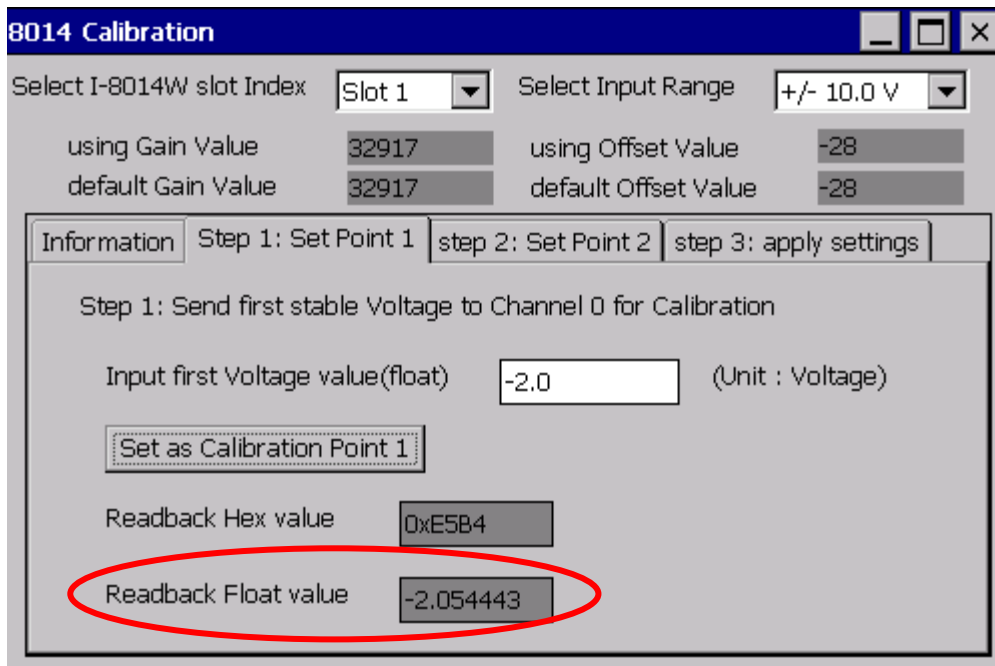 8014 Calibration
Select I-8014W slot Index Slot 1 Select Input Range +/- 10.0 V
using Gain Value 32917 using Offset Value -28
default Gain Value 32917 default Offset Value -28
Information Step 1: Set Point 1 step 2: Set Point 2 step 3: apply settings
Step 1: Send first stable Voltage to Channel 0 for Calibration
Input first Voltage value(float) -2.0 (Unit : Voltage)
Set as Calibration Point 1
Readback Hex value 0xE5B4
Readback Float value -2.054443